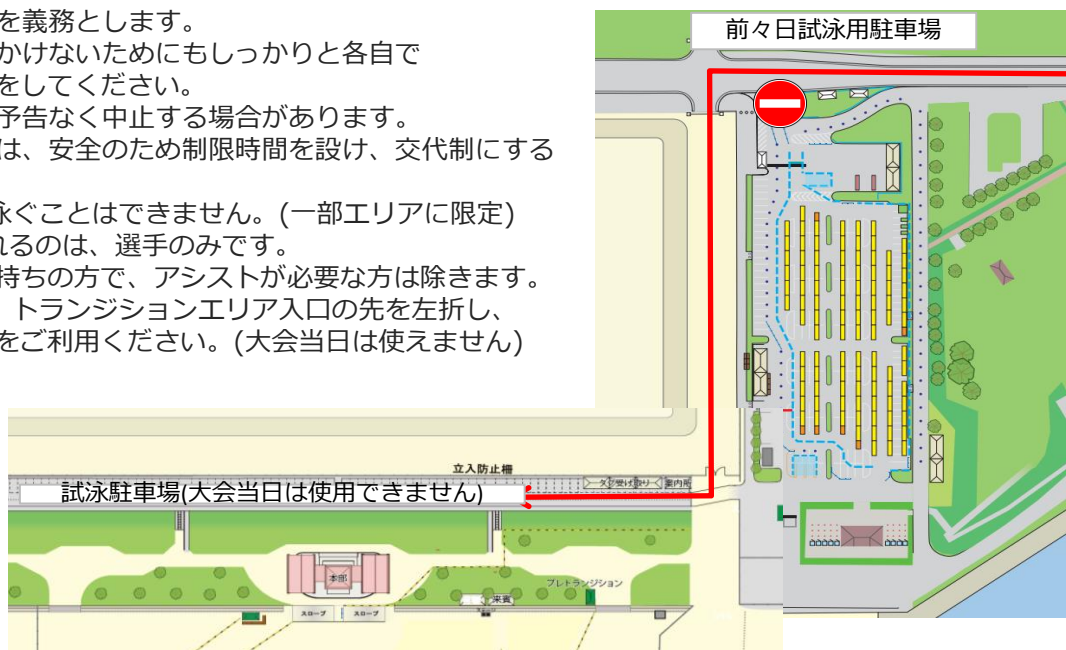 を義務とします。
かけないためにもしっかりと各自で
をしてください。
予告なく中止する場合があります。
は、安全のため制限時間を設け、交代制にする
泳ぐことはできません。(一部エリアに限定)
れるのは、選手のみです。
持ちの方で、アシストが必要な方は除きます。
トランジションエリア入口の先を左折し、
をご利用ください。(大会当日は使えません)
前々日試泳用駐車場
立入防止柵
試泳駐車場(大会当日は使用できません)
案内所
本部
プレトランジション
来賓
スロープ
スロープ